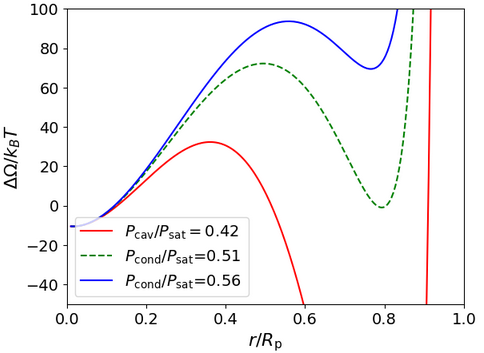 100
80
60
40
20
0
−20
−40
ΔΩ/k_BT
P_cav/P_sat = 0.42
P_cond/P_sat=0.51
P_cond/P_sat=0.56
0.0 0.2 0.4 0.6 0.8 1.0
r/R_p